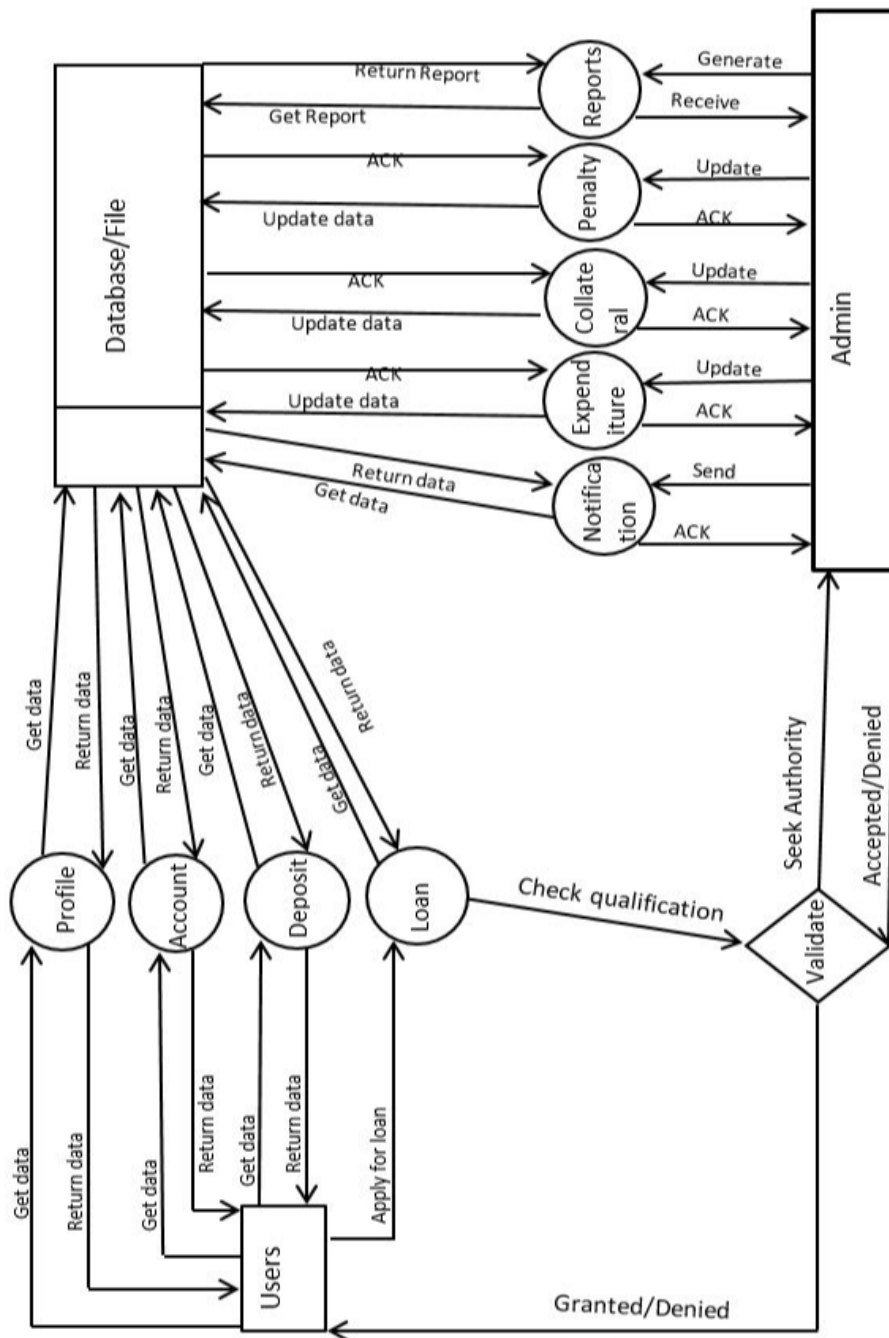 Return Report
Generate
Reports
Get Report
Receive
ACK
Update
Penalty
Update data
ACK
Database/File
ACK
Update
Collate
ral
Update data
ACK
Admin
ACK
Update
Expend
iture
Update data
ACK
Return data
Send
Get data
Notifica
tion
ACK
Get data
Return data
Get data
Return data
Get data
Return data
Get data
Return data
Profile
Account
Deposit
Loan
Check qualification
Seek Authority
Accepted/Denied
Validate
Get data
Return data
Get data
Return data
Get data
Return data
Apply for loan
Users
Granted/Denied